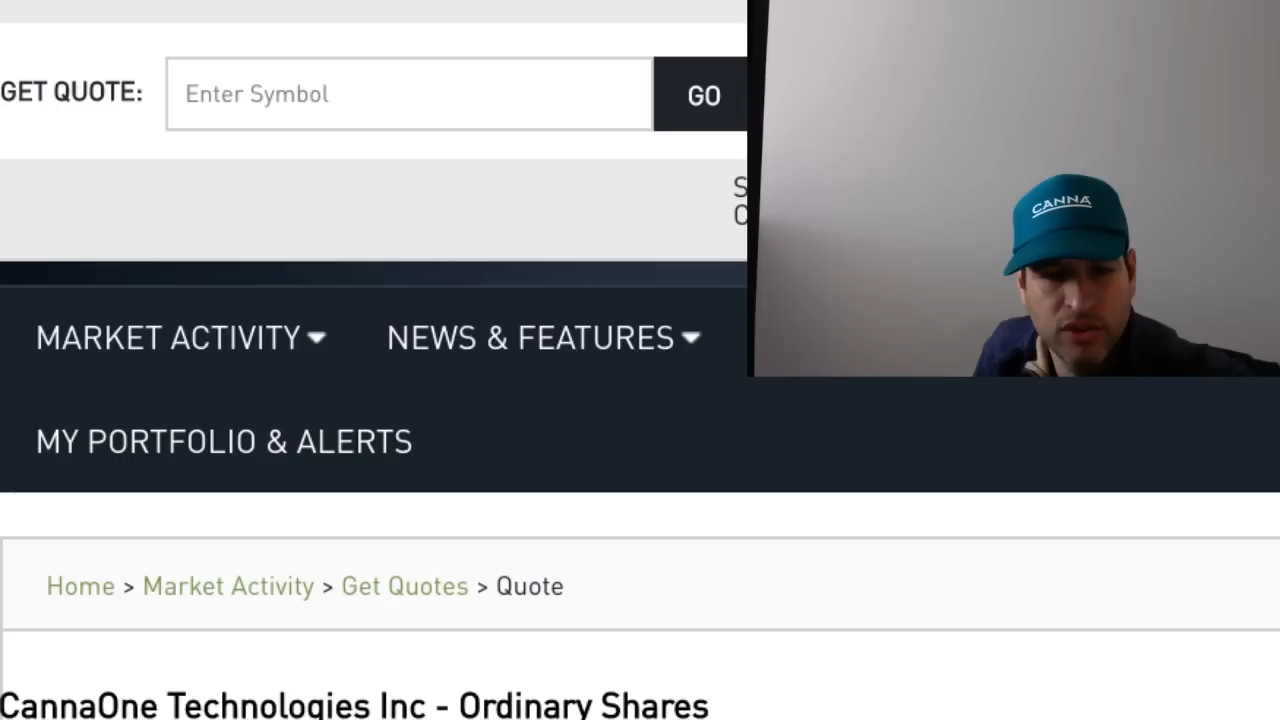 GET QUOTE:
Enter Symbol
GO
S
C
CANNA
MARKET ACTIVITY
NEWS & FEATURES
MY PORTFOLIO & ALERTS
Home > Market Activity > Get Quotes > Quote
CannaOne Technologies Inc - Ordinary Shares